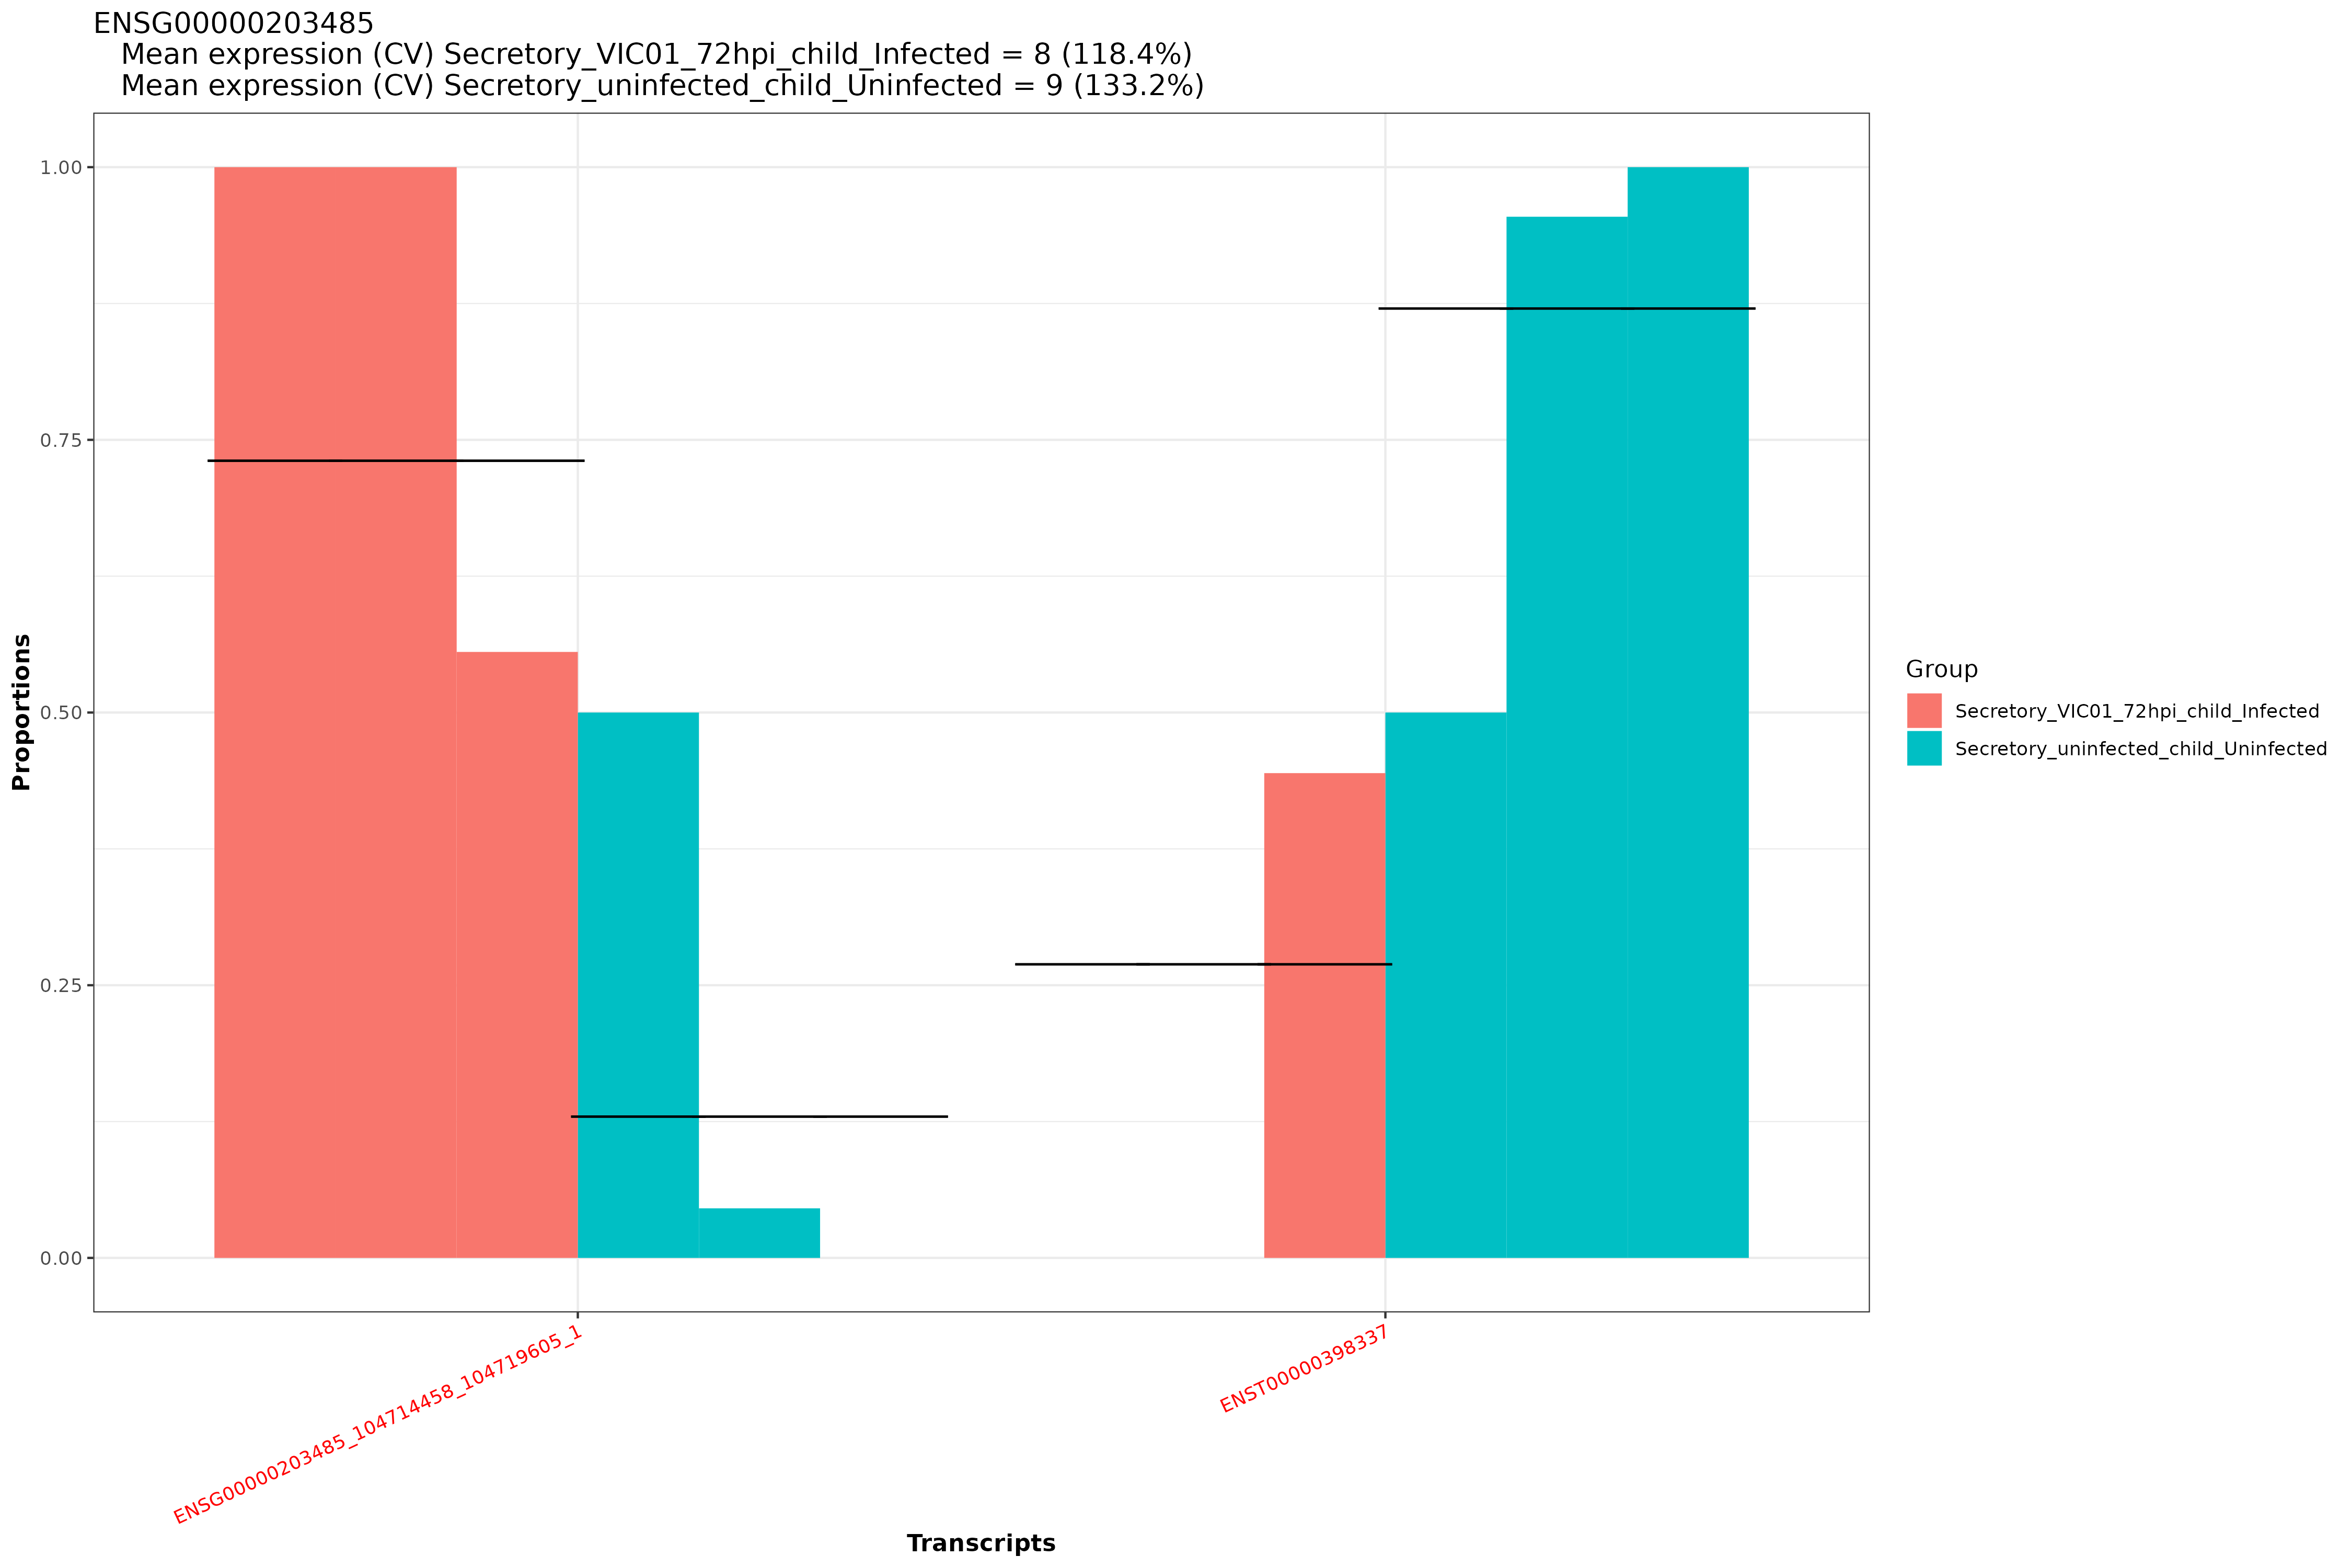 ENSG00000203485
Mean expression (CV) Secretory_VIC01_72hpi_child_Infected = 8 (118.4%)
Mean expression (CV) Secretory_uninfected_child_Uninfected = 9 (133.2%)
Proportions
1.00
0.75
0.50
0.25
0.00
ENSG00000203485_104714458_104719605_1
ENST00000398337
Transcripts
Group
Secretory_VIC01_72hpi_child_Infected
Secretory_uninfected_child_Uninfected